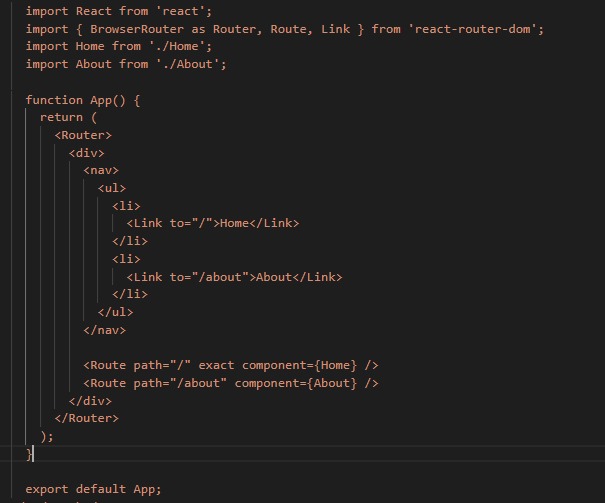 import React from 'react';
import { BrowserRouter as Router, Route, Link } from 'react-router-dom';
import Home from './Home';
import About from './About';

function App() {
  return (
    <Router>
      <div>
        <nav>
          <ul>
            <li>
              <Link to="/">Home</Link>
            </li>
            <li>
              <Link to="/about">About</Link>
            </li>
          </ul>
        </nav>

        <Route path="/" exact component={Home} />
        <Route path="/about" component={About} />
      </div>
    </Router>
  );
}

export default App;